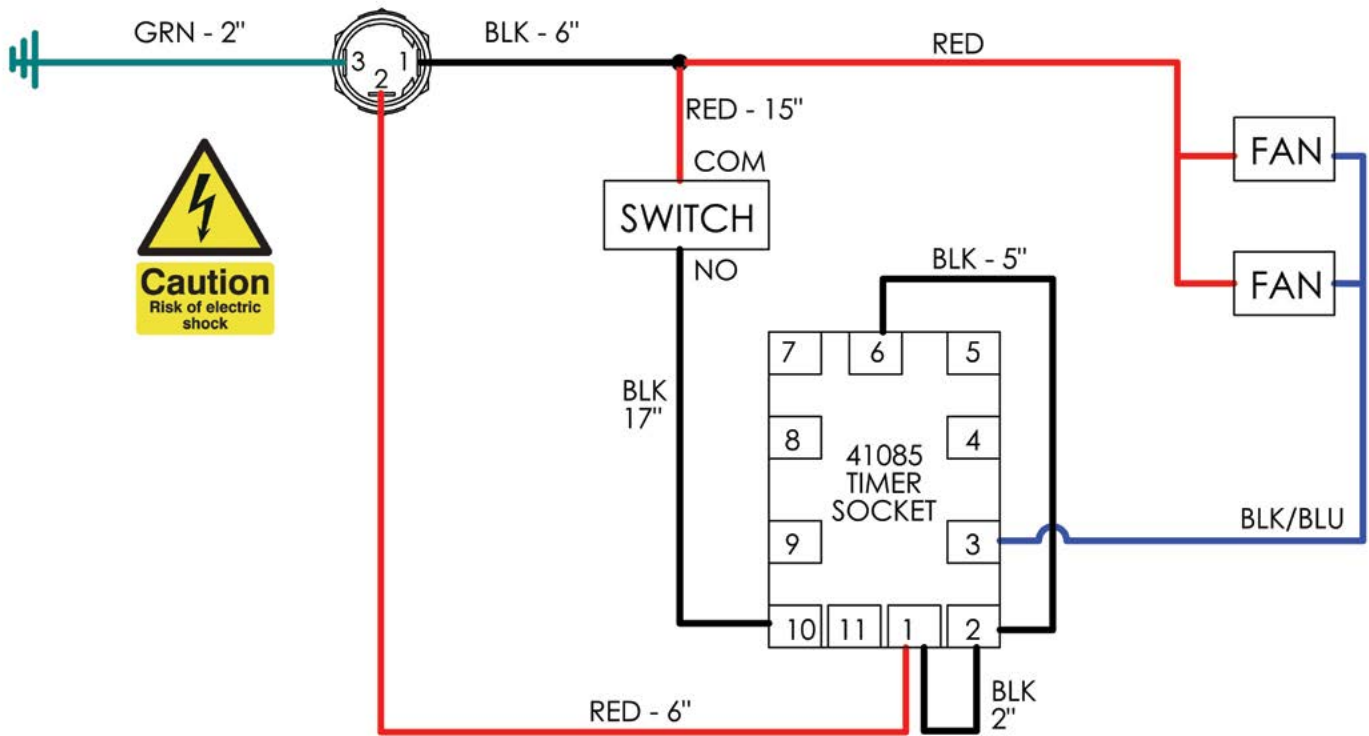 GRN - 2"
BLK - 6"
RED
3
1
2
RED - 15"
COM
SWITCH
NO
FAN
FAN
Caution
Risk of electric
shock
BLK - 5"
BLK
17"
7
6
5
8
4
41085
TIMER
SOCKET
9
3
BLK/BLU
10
11
1
2
RED - 6"
BLK
2"